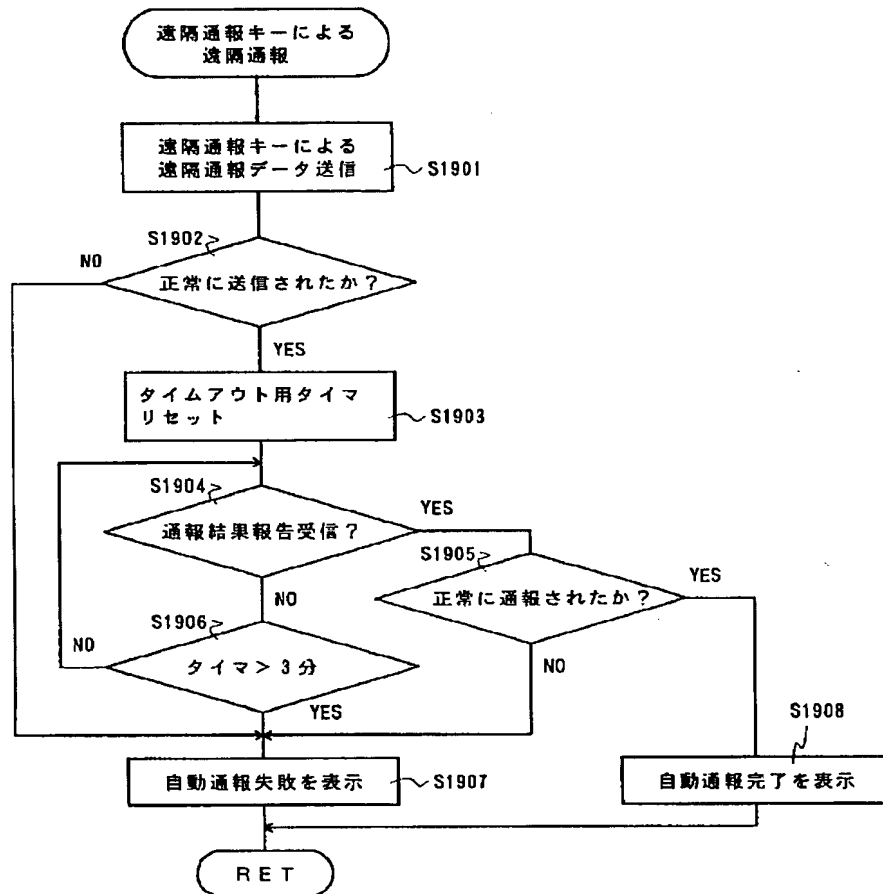 遠隔通報キーによる
遠隔通報
遠隔通報キーによる
遠隔通報データ送信
S1901
S1902
NO
正常に送信されたか？
YES
タイムアウト用タイマ
リセット
S1903
S1904
YES
通報結果報告受信？
S1905
YES
NO
正常に通報されたか？
S1906
NO
タイマ＞3分
YES
NO
S1908
自動通報失敗を表示
S1907
自動通報完了を表示
RET